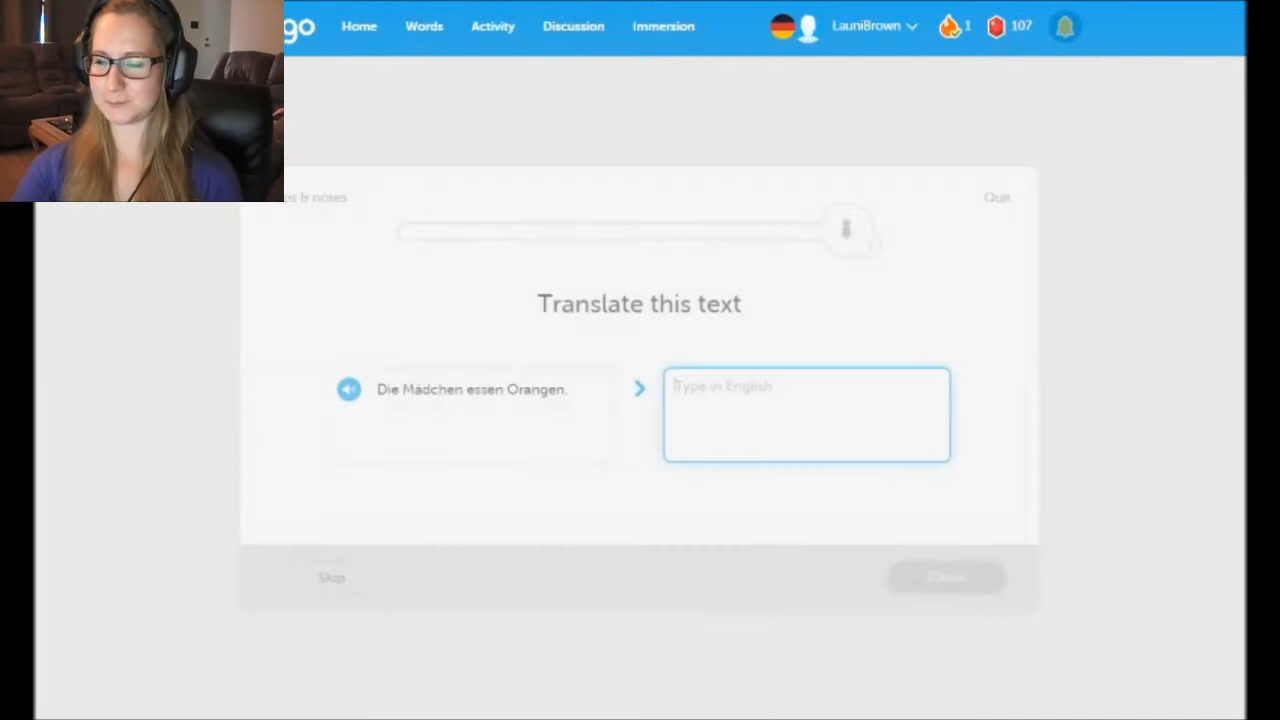 go Home Words Activity Discussion Immersion LauniBrown 1 107
& notes Quit
Translate this text
Die Mädchen essen Orangen. Type in English
Skip